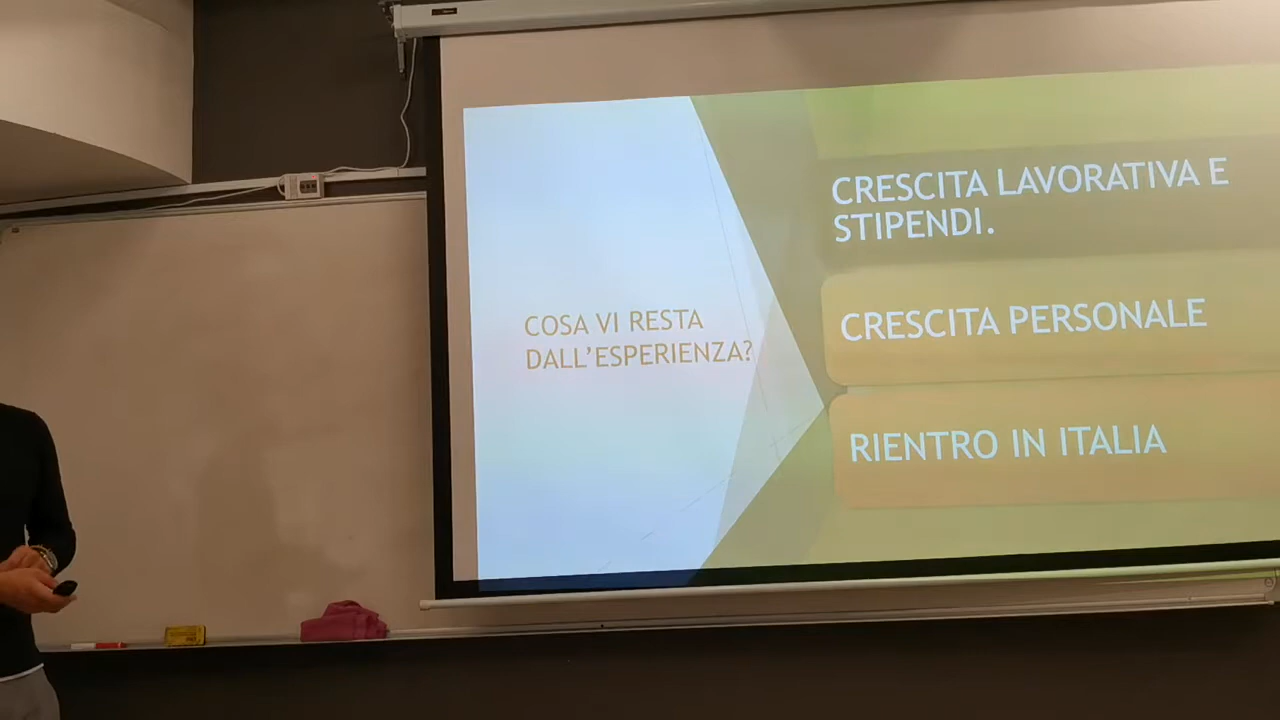 COSA VI RESTA
DALL'ESPERIENZA?
CRESCITA LAVORATIVA E
STIPENDI.
CRESCITA PERSONALE
RIENTRO IN ITALIA